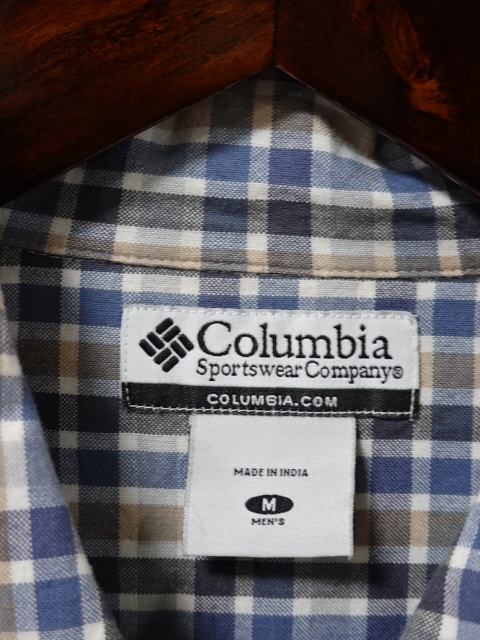 Columbia
Sportswear Company®
COLUMBIA.COM
MADE IN INDIA
M
MEN'S